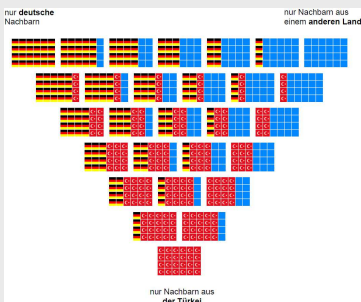 nur deutsche
Nachbarn
nur Nachbarn aus
einem anderen Land
nur Nachbarn aus
der Türkei